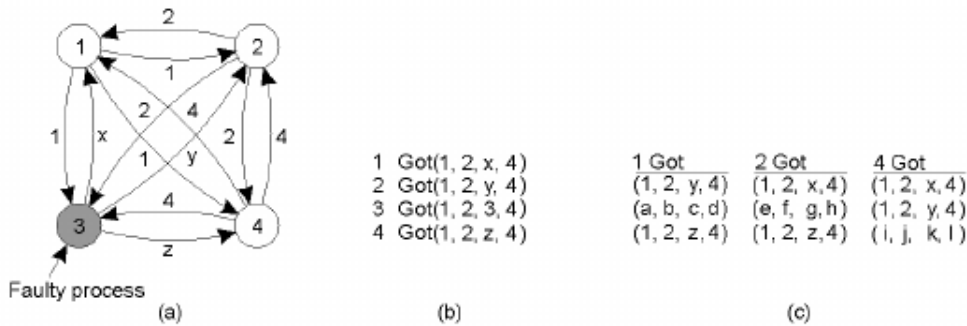 2
1
2
1
2
4
1
x
2
4
1
y
4
3
4
z
Faulty process
(a)
1 Got(1, 2, x, 4)
2 Got(1, 2, y, 4)
3 Got(1, 2, 3, 4)
4 Got(1, 2, z, 4)
(b)
1 Got 2 Got 4 Got
(1, 2, y, 4) (1, 2, x, 4) (1, 2, x, 4)
(a, b, c, d) (e, f, g, h) (1, 2, y, 4)
(1, 2, z, 4) (1, 2, z, 4) (i, j, k, l)
(c)